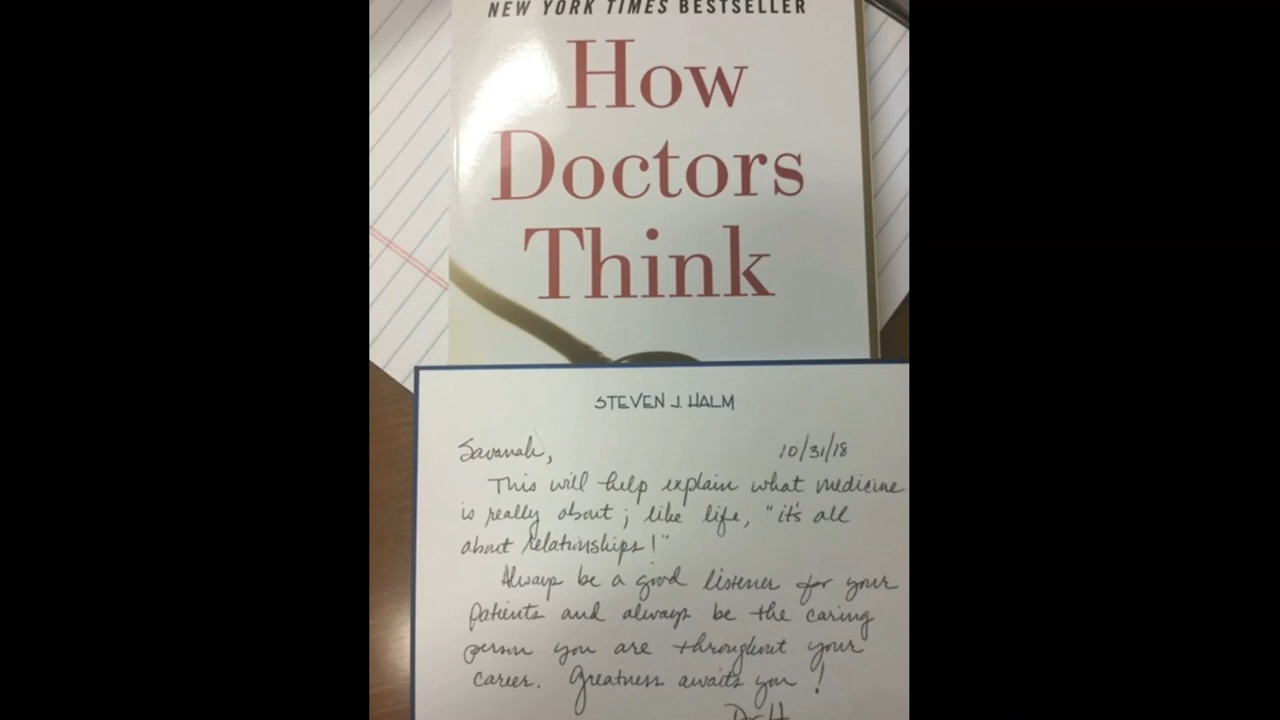 NEW YORK TIMES BESTSELLER
How
Doctors
Think
STEVEN J. HALM
Savanah,
10/31/18
This will help explain what medicine
is really about; like life, "it's all
about relationships!"
Always be a good listener for your
patients and always be the caring
person you are throughout your
career. Greatness awaits you!
Dr H